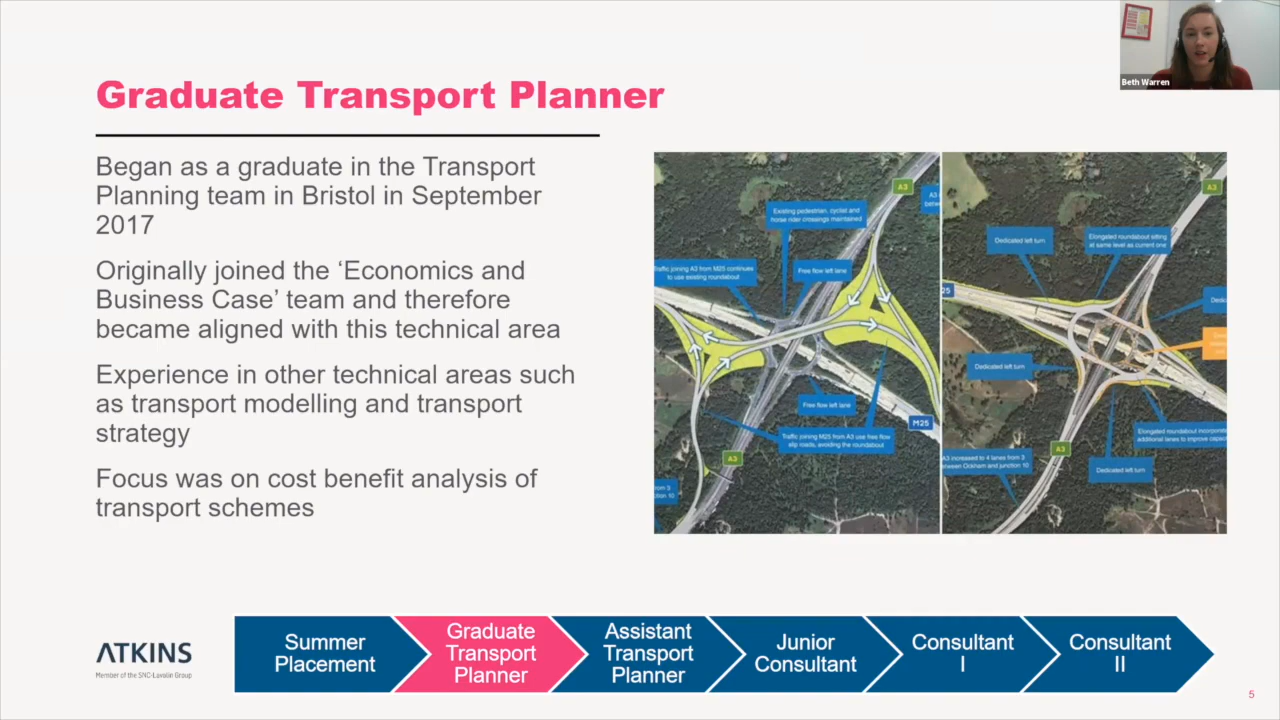 Beth Warren
Graduate Transport Planner
Began as a graduate in the Transport
Planning team in Bristol in September
2017
Originally joined the ‘Economics and
Business Case’ team and therefore
became aligned with this technical area
Experience in other technical areas such
as transport modelling and transport
strategy
Focus was on cost benefit analysis of
transport schemes
A3
A3
Existing pedestrian, cyclist and
horse rider crossings maintained
Traffic joining A3 from M25 continues
to use existing roundabout
Free flow left lane
Free flow left lane
M25
Traffic joining M25 from A3 use free flow
slip roads, avoiding the roundabout
A3
A3
Dedicated left turn
Elongated roundabout sitting
at same level as current one
25
Dedicated left turn
Elongated roundabout
additional lanes to improve
A3
A3 increased to 4 lanes from 3
between Ockham and junction 10
Dedicated left turn
ATKINS
Member of the SNC-Lavalin Group
Summer
Placement
Graduate
Transport
Planner
Assistant
Transport
Planner
Junior
Consultant
Consultant
I
Consultant
II
5